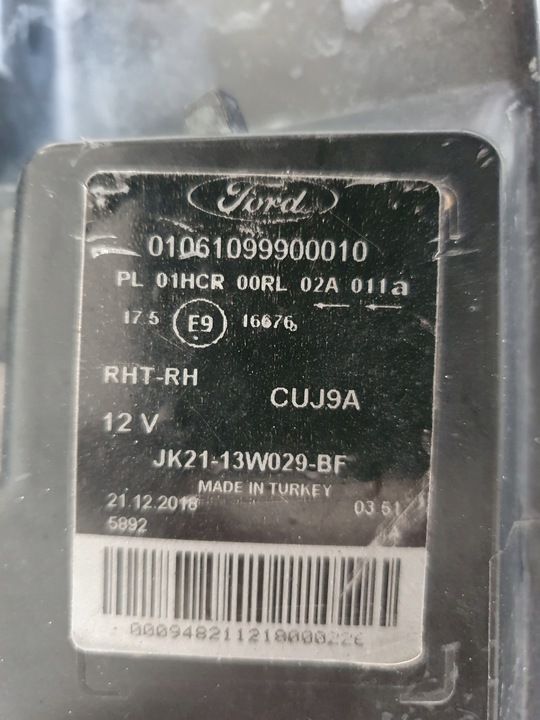 Ford
01061099900010
PL 01HCR 00RL 02A 011a
17.5 E9 16676
RHT-RH
CUJ9A
12 V
JK21-13W029-BF
MADE IN TURKEY
21.12.2018 03 51
5892
000948211218000226